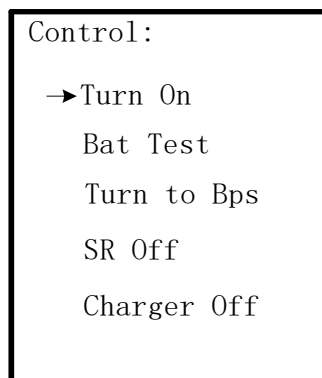 Control:
→Turn On
Bat Test
Turn to Bps
SR Off
Charger Off